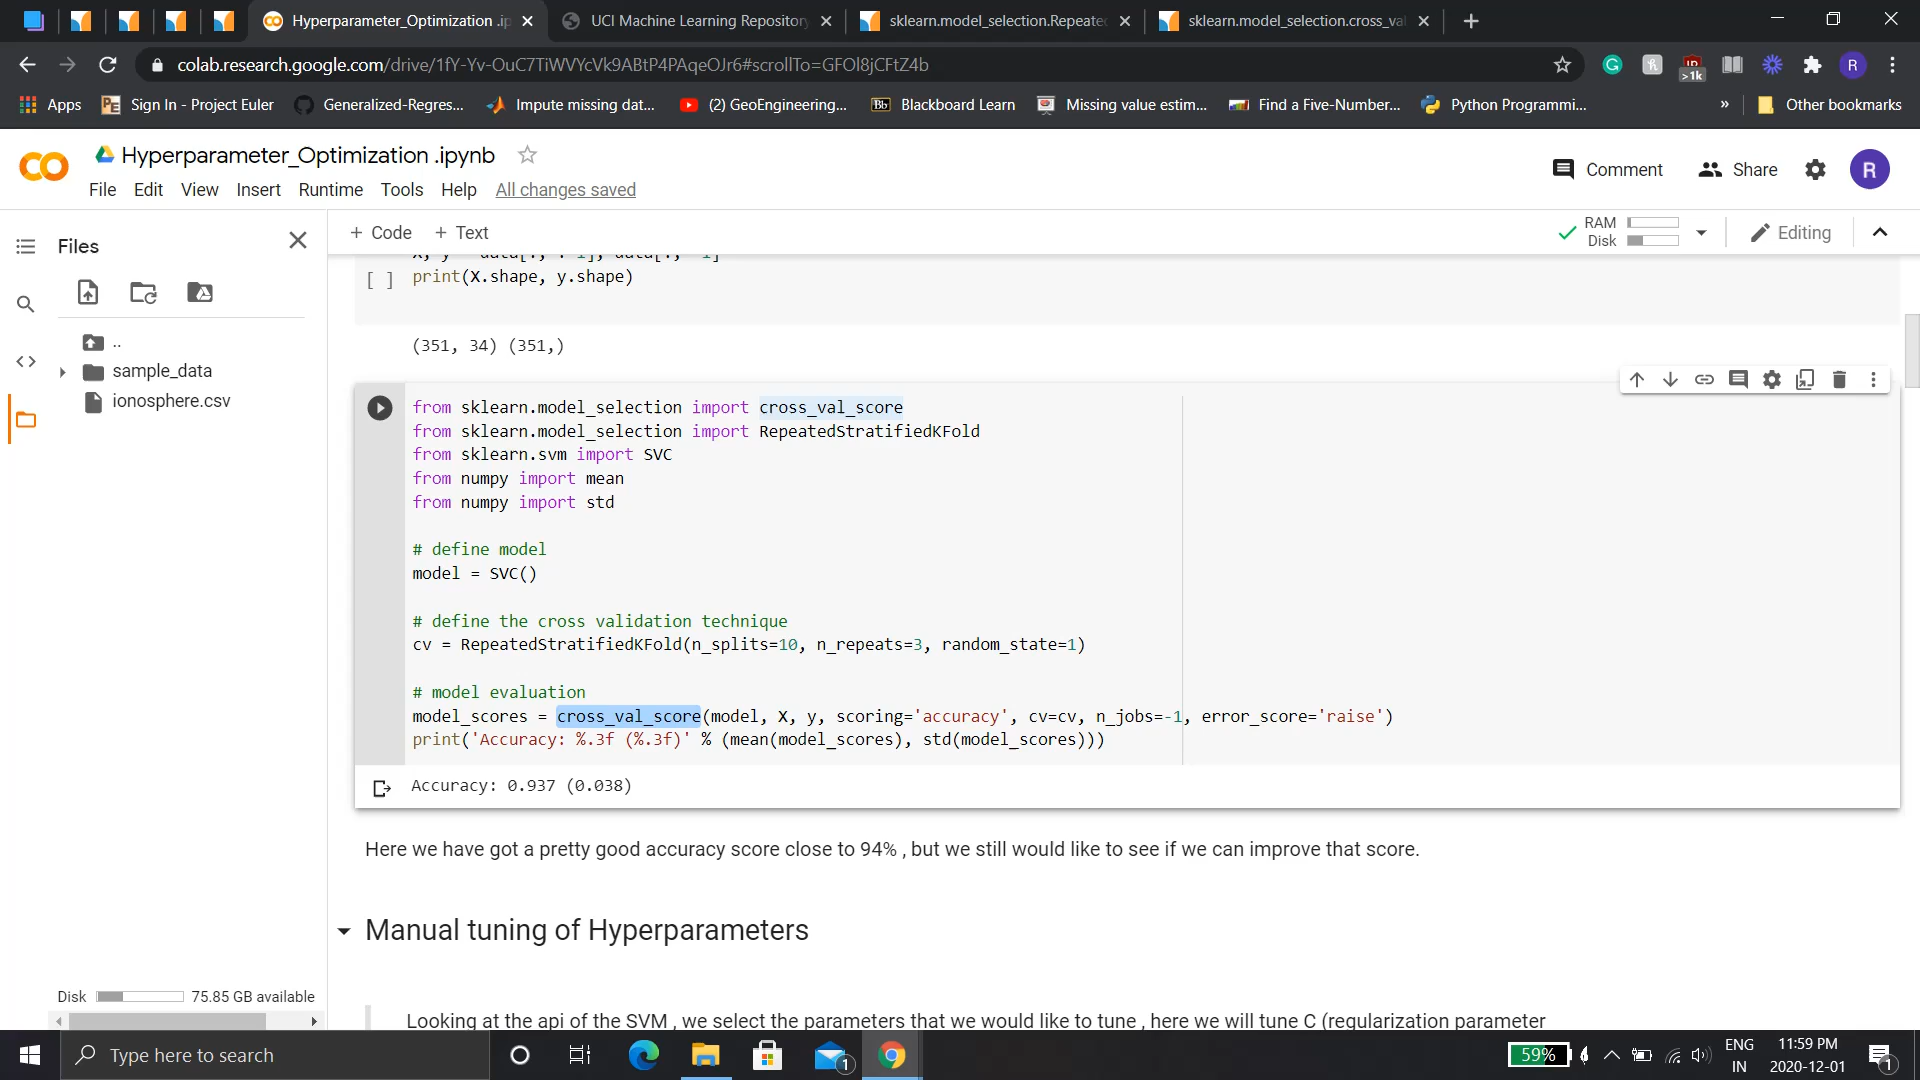 Hyperparameter_Optimization .ip
UCI Machine Learning Repository
sklearn.model_selection.Repeate
sklearn.model_selection.cross_va
colab.research.google.com/drive/1fY-Yv-OuC7TiWVYcVk9ABtP4PAqeOJr6#scrollTo=GFOl8jCFtZ4b
>1k
R
Apps
Sign In - Project Euler
Generalized-Regres...
Impute missing dat...
(2) GeoEngineering...
Bb
Blackboard Learn
Missing value estim...
Find a Five-Number...
Python Programmi...
»
Other bookmarks
Hyperparameter_Optimization .ipynb
Comment
Share
R
File Edit View Insert Runtime Tools Help All changes saved
Files
+ Code + Text
RAM
Disk
Editing
..
sample_data
ionosphere.csv
[ ] print(X.shape, y.shape)
(351, 34) (351,)
from sklearn.model_selection import cross_val_score
from sklearn.model_selection import RepeatedStratifiedKFold
from sklearn.svm import SVC
from numpy import mean
from numpy import std
# define model
model = SVC()
# define the cross validation technique
cv = RepeatedStratifiedKFold(n_splits=10, n_repeats=3, random_state=1)
# model evaluation
model_scores = cross_val_score(model, X, y, scoring='accuracy', cv=cv, n_jobs=-1, error_score='raise')
print('Accuracy: %.3f (%.3f)' % (mean(model_scores), std(model_scores)))
Accuracy: 0.937 (0.038)
Here we have got a pretty good accuracy score close to 94% , but we still would like to see if we can improve that score.
Manual tuning of Hyperparameters
Looking at the api of the SVM , we select the parameters that we would like to tune , here we will tune C (regularization parameter
Disk 75.85 GB available
Type here to search
1
59%
ENG
IN
11:59 PM
2020-12-01
1